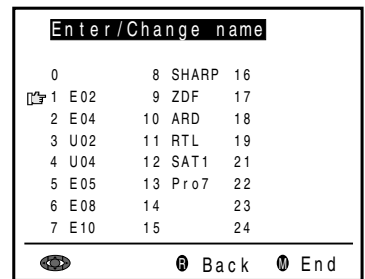 Enter/Change name
0 8 SHARP 16
1 E02 9 ZDF 17
2 E04 10 ARD 18
3 U02 11 RTL 19
4 U04 12 SAT1 21
5 E05 13 Pro7 22
6 E08 14 23
7 E10 15 24
R Back M End